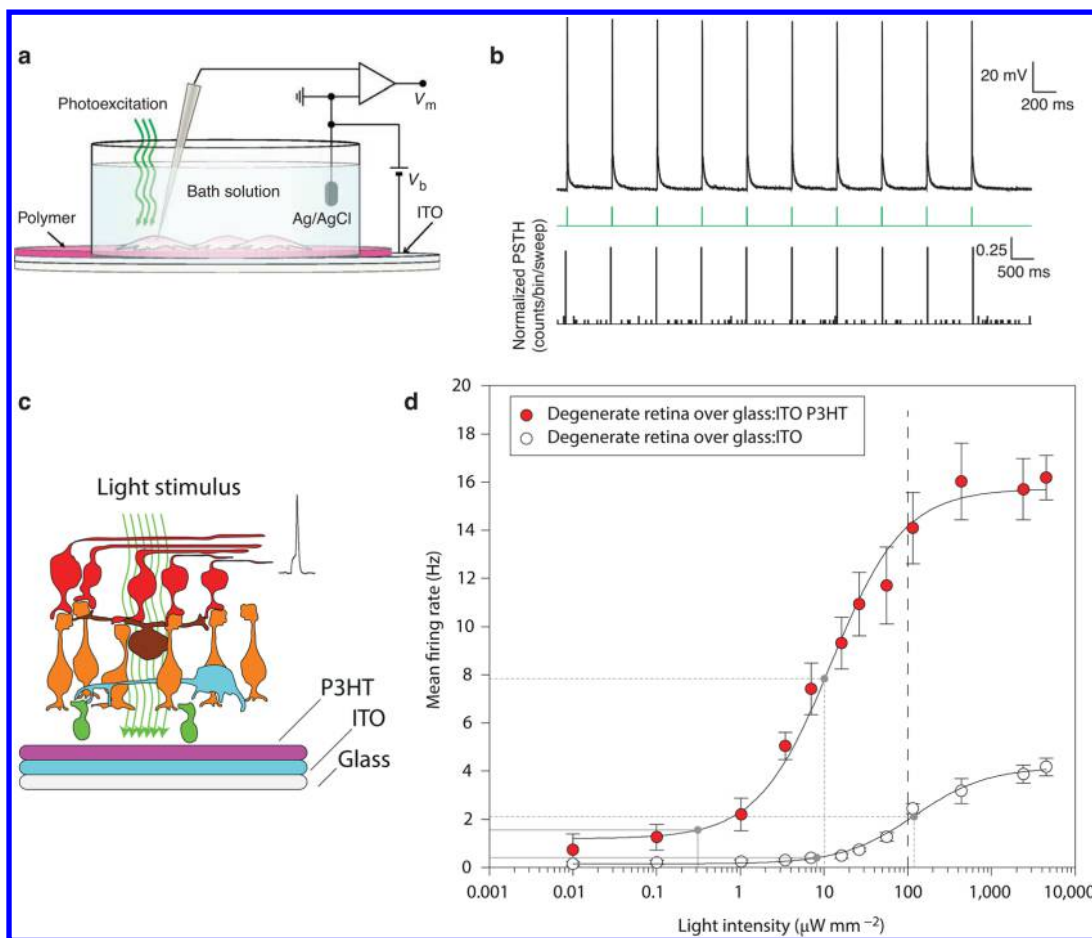 a
Photoexcitation
V_m
Bath solution
V_b
Ag/AgCl
Polymer
ITO
b
20 mV
200 ms
Normalized PSTH
(counts/bin/sweep)
0.25
500 ms
c
Light stimulus
P3HT
ITO
Glass
d
Degenerate retina over glass:ITO P3HT
Degenerate retina over glass:ITO
Mean firing rate (Hz)
20
18
16
14
12
10
8
6
4
2
0
0.001 0.01 0.1 1 10 100 1,000 10,000
Light intensity (μW mm⁻²)